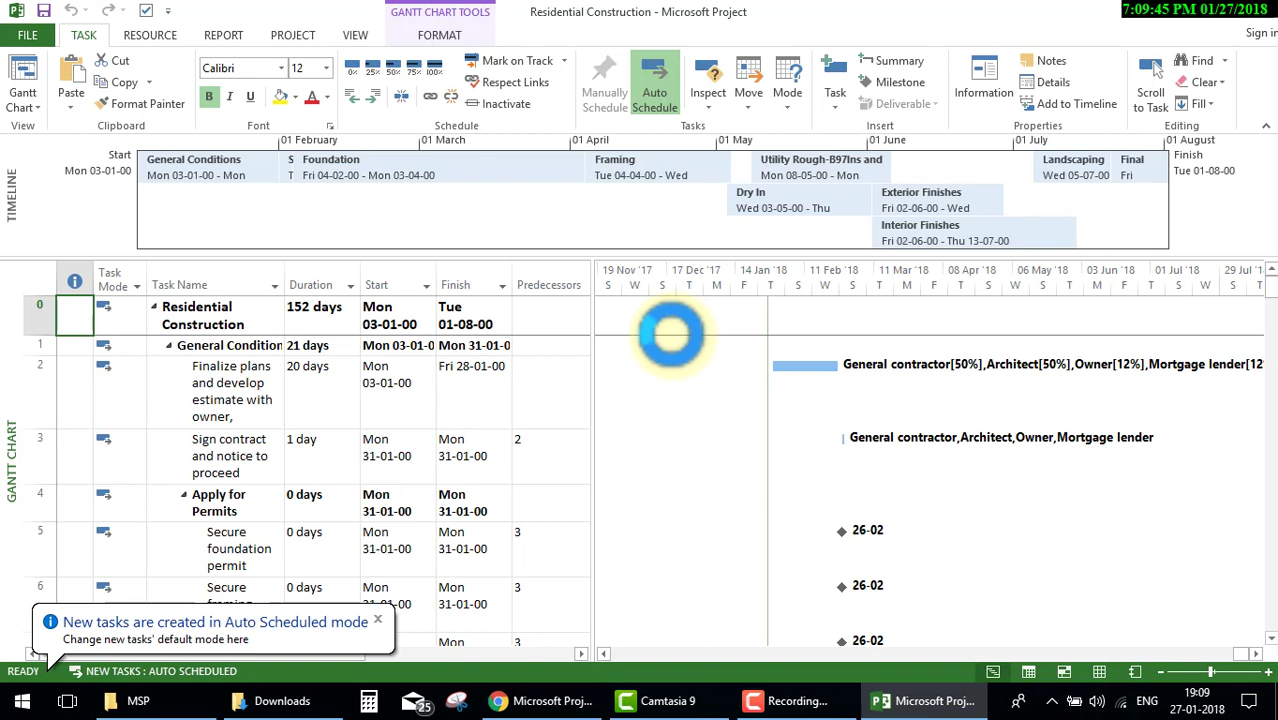 GANTT CHART TOOLS
Residential Construction - Microsoft Project
7:09:45 PM 01/27/2018
FILE
TASK
RESOURCE
REPORT
PROJECT
VIEW
FORMAT
Sign in
Gantt
Chart
View
Paste
Cut
Copy
Format Painter
Clipboard
Calibri
12
B I U
A
Font
0% 25% 50% 75% 100%
Mark on Track
Respect Links
Inactivate
Schedule
Manually
Schedule
Auto
Schedule
Inspect
Move
Mode
Tasks
Task
Summary
Milestone
Deliverable
Insert
Information
Notes
Details
Add to Timeline
Properties
Scroll
to Task
Find
Clear
Fill
Editing
TIMELINE
01 February
01 March
01 April
01 May
01 June
01 July
01 August
Start
Mon 03-01-00
Finish
Tue 01-08-00
General Conditions
Mon 03-01-00 - Mon
S
T
Foundation
Fri 04-02-00 - Mon 03-04-00
Framing
Tue 04-04-00 - Wed
Utility Rough-B97Ins and
Mon 08-05-00 - Mon
Landscaping
Wed 05-07-00
Final
Fri
Dry In
Wed 03-05-00 - Thu
Exterior Finishes
Fri 02-06-00 - Wed
Interior Finishes
Fri 02-06-00 - Thu 13-07-00
GANTT CHART
Task
Mode
Task Name
Duration
Start
Finish
Predecessors
19 Nov '17
17 Dec '17
14 Jan '18
11 Feb '18
11 Mar '18
08 Apr '18
06 May '18
03 Jun '18
01 Jul '18
29 Jul '1
S W S T M F T S W S T M F T S W S T
0
Residential
Construction
152 days
Mon
03-01-00
Tue
01-08-00
1
General Condition
21 days
Mon 03-01-0
Mon 31-01-0
2
Finalize plans
and develop
estimate with
owner,
20 days
Mon
03-01-00
Fri 28-01-00
General contractor[50%],Architect[50%],Owner[12%],Mortgage lender[12
3
Sign contract
and notice to
proceed
1 day
Mon
31-01-00
Mon
31-01-00
2
General contractor,Architect,Owner,Mortgage lender
4
Apply for
Permits
0 days
Mon
31-01-00
Mon
31-01-00
5
Secure
foundation
permit
0 days
Mon
31-01-00
Mon
31-01-00
3
26-02
6
Secure
0 days
Mon
31-01-00
Mon
31-01-00
3
26-02
Mon
3
26-02
New tasks are created in Auto Scheduled mode
Change new tasks' default mode here
READY
NEW TASKS : AUTO SCHEDULED
MSP
Downloads
25
Microsoft Proj...
Camtasia 9
Recording...
Microsoft Proj...
ENG
19:09
27-01-2018